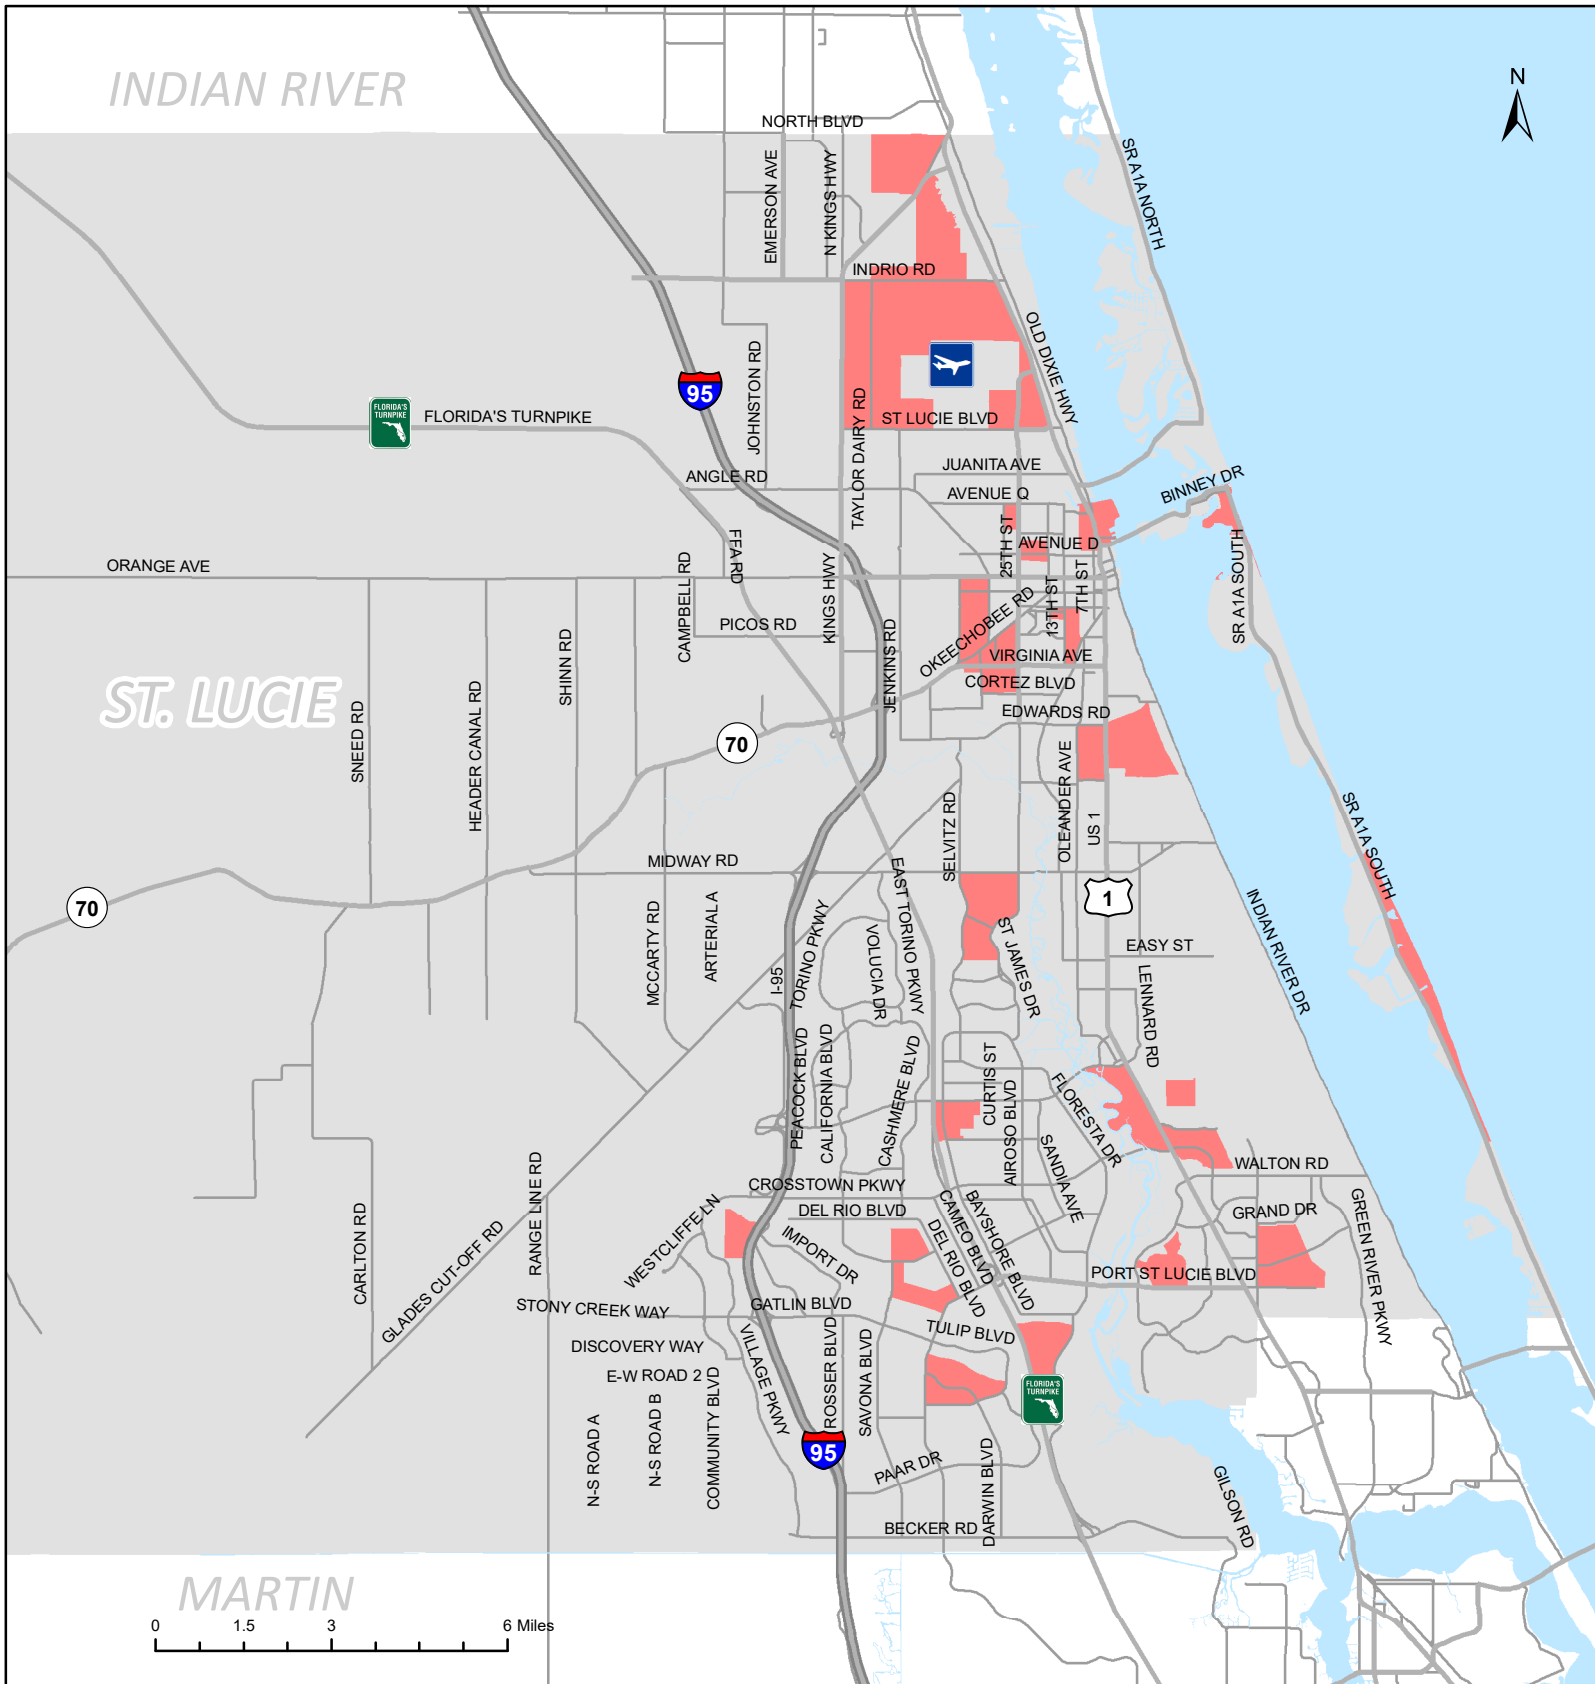 INDIAN RIVER
N
NORTH BLVD
SR A1A NORTH
EMERSON AVE
N KINGS HWY
INDRIO RD
OLD DIXIE HWY
JOHNSTON RD
95
FLORIDA'S
TURNPIKE
FLORIDA'S TURNPIKE
TAYLOR DAIRY RD
ST LUCIE BLVD
JUANITA AVE
ANGLE RD
BINNEY DR
AVENUE Q
25TH ST
AVENUE D
FFA RD
ORANGE AVE
CAMPBELL RD
KINGS HWY
13TH ST
7TH ST
SR A1A SOUTH
PICOS RD
OKEECHOBEE RD
JENKINS RD
VIRGINIA AVE
SHINN RD
CORTEZ BLVD
ST. LUCIE
HEADER CANAL RD
SNEED RD
EDWARDS RD
70
OLEANDER AVE
US 1
SELVITZ RD
SR A1A SOUTH
MIDWAY RD
EAST TORINO PKWY
70
1
INDIAN RIVER DR
MCCARTY RD
ARTERIAL A
TORINO PKWY
VOLUCIA DR
ST JAMES DR
EASY ST
I-95
LENNARD RD
PEACOCK BLVD
CALIFORNIA BLVD
CASHMERE BLVD
CURTIS ST
AIROSO BLVD
FLORESTA DR
SANDIA AVE
WALTON RD
RANGE LINE RD
CROSSTOWN PKWY
WESTCLIFFE LN
DEL RIO BLVD
CAMEO BLVD
BAYSHORE BLVD
GRAND DR
GREEN RIVER PKWY
CARLTON RD
GLADES CUT-OFF RD
IMPORT DR
DEL RIO BLVD
PORT ST LUCIE BLVD
STONY CREEK WAY
GATLIN BLVD
TULIP BLVD
DISCOVERY WAY
VILLAGE PKWY
ROSSER BLVD
SAVONA BLVD
E-W ROAD 2
FLORIDA'S
TURNPIKE
N-S ROAD A
N-S ROAD B
COMMUNITY BLVD
95
PAAR DR
DARWIN BLVD
GILSON RD
BECKER RD
MARTIN
0 1.5 3 6 Miles